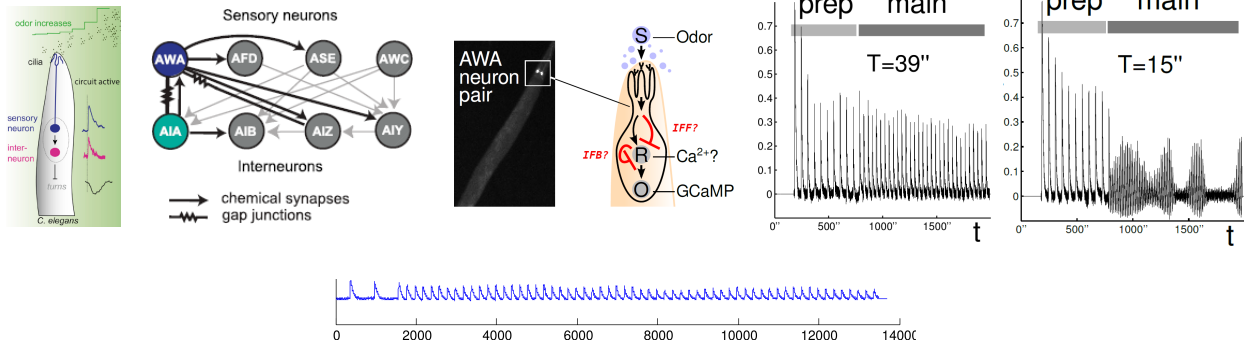 odor increases
cilia
circuit active
sensory
neuron
inter-
neuron
turns
C. elegans
Sensory neurons
AWA
AFD
ASE
AWC
AIA
AIB
AIZ
AIY
Interneurons
chemical synapses
gap junctions
AWA
neuron
pair
S
Odor
IFF?
IFB?
R
Ca²⁺?
O
GCaMP
prep main
T=39"
0.7
0.6
0.5
0.4
0.3
0.2
0.1
0
0" 500" 1000" 1500"
t
prep main
T=15"
0.7
0.6
0.5
0.4
0.3
0.2
0.1
0
0" 500" 1000" 1500"
t
0 2000 4000 6000 8000 10000 12000 14000